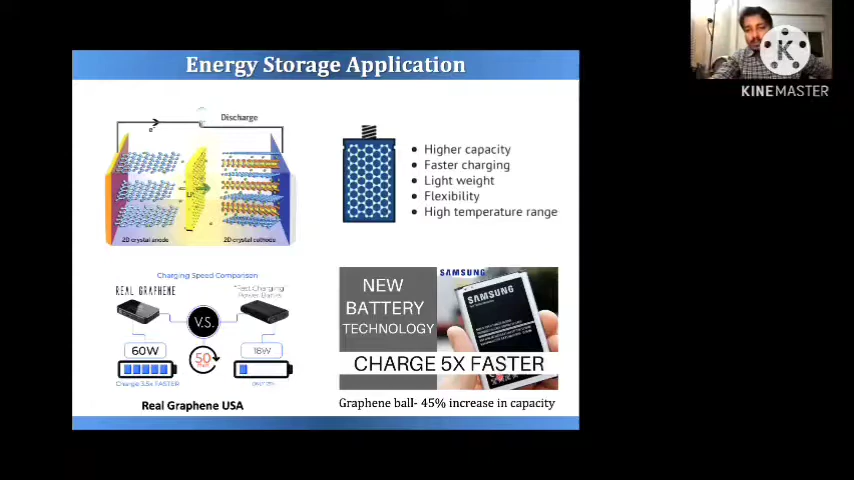 Energy Storage Application
K
KINEMASTER
Discharge
e⁻
2D crystal anode
2D crystal cathode
• Higher capacity
• Faster charging
• Light weight
• Flexibility
• High temperature range
Charging Speed Comparison
REAL GRAPHENE
Fast Charging
Power Banks
V.S.
60W
50
18W
Charge 3.5x FASTER
Real Graphene USA
NEW
BATTERY
TECHNOLOGY
SAMSUNG
SAMSUNG
CHARGE 5X FASTER
Graphene ball- 45% increase in capacity